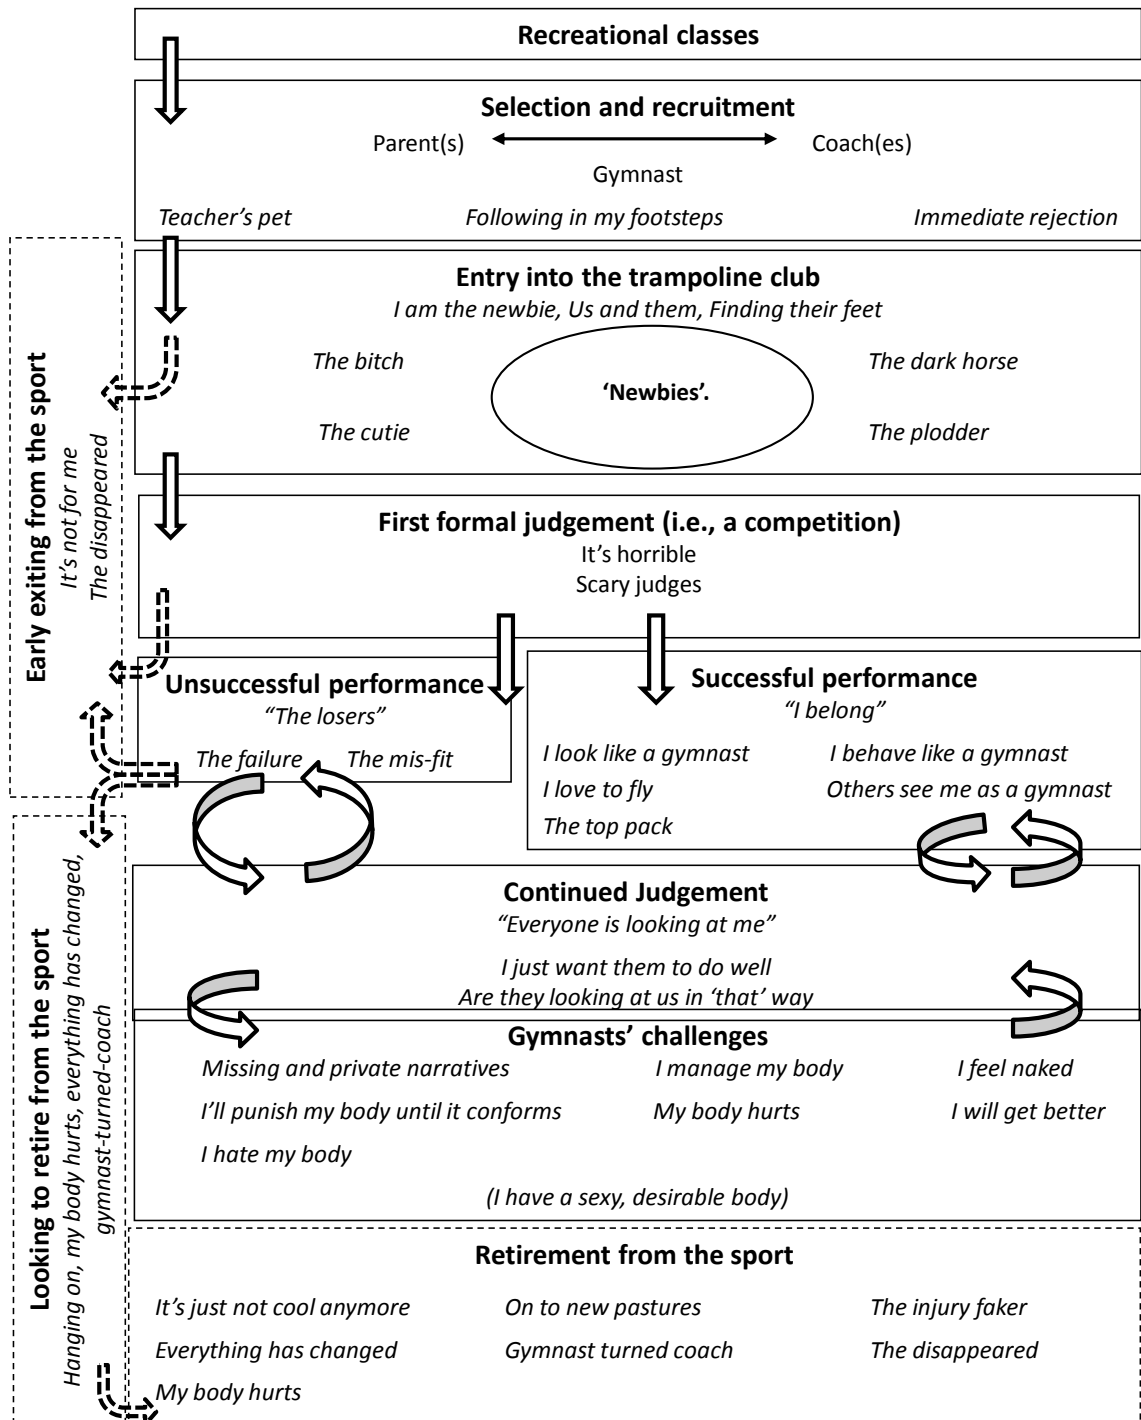 Recreational classes
Selection and recruitment
Parent(s) Coach(es)
Gymnast
Teacher's pet Following in my footsteps Immediate rejection
Early exiting from the sport
It's not for me
The disappeared
Entry into the trampoline club
I am the newbie, Us and them, Finding their feet
The bitch The dark horse
'Newbies'.
The cutie The plodder
First formal judgement (i.e., a competition)
It's horrible
Scary judges
Unsuccessful performance
"The losers"
The failure The mis-fit
Successful performance
"I belong"
I look like a gymnast I behave like a gymnast
I love to fly Others see me as a gymnast
The top pack
Looking to retire from the sport
Hanging on, my body hurts, everything has changed,
gymnast-turned-coach
Continued Judgement
"Everyone is looking at me"
I just want them to do well
Are they looking at us in 'that' way
Gymnasts' challenges
Missing and private narratives I manage my body I feel naked
I'll punish my body until it conforms My body hurts I will get better
I hate my body
(I have a sexy, desirable body)
Retirement from the sport
It's just not cool anymore On to new pastures The injury faker
Everything has changed Gymnast turned coach The disappeared
My body hurts